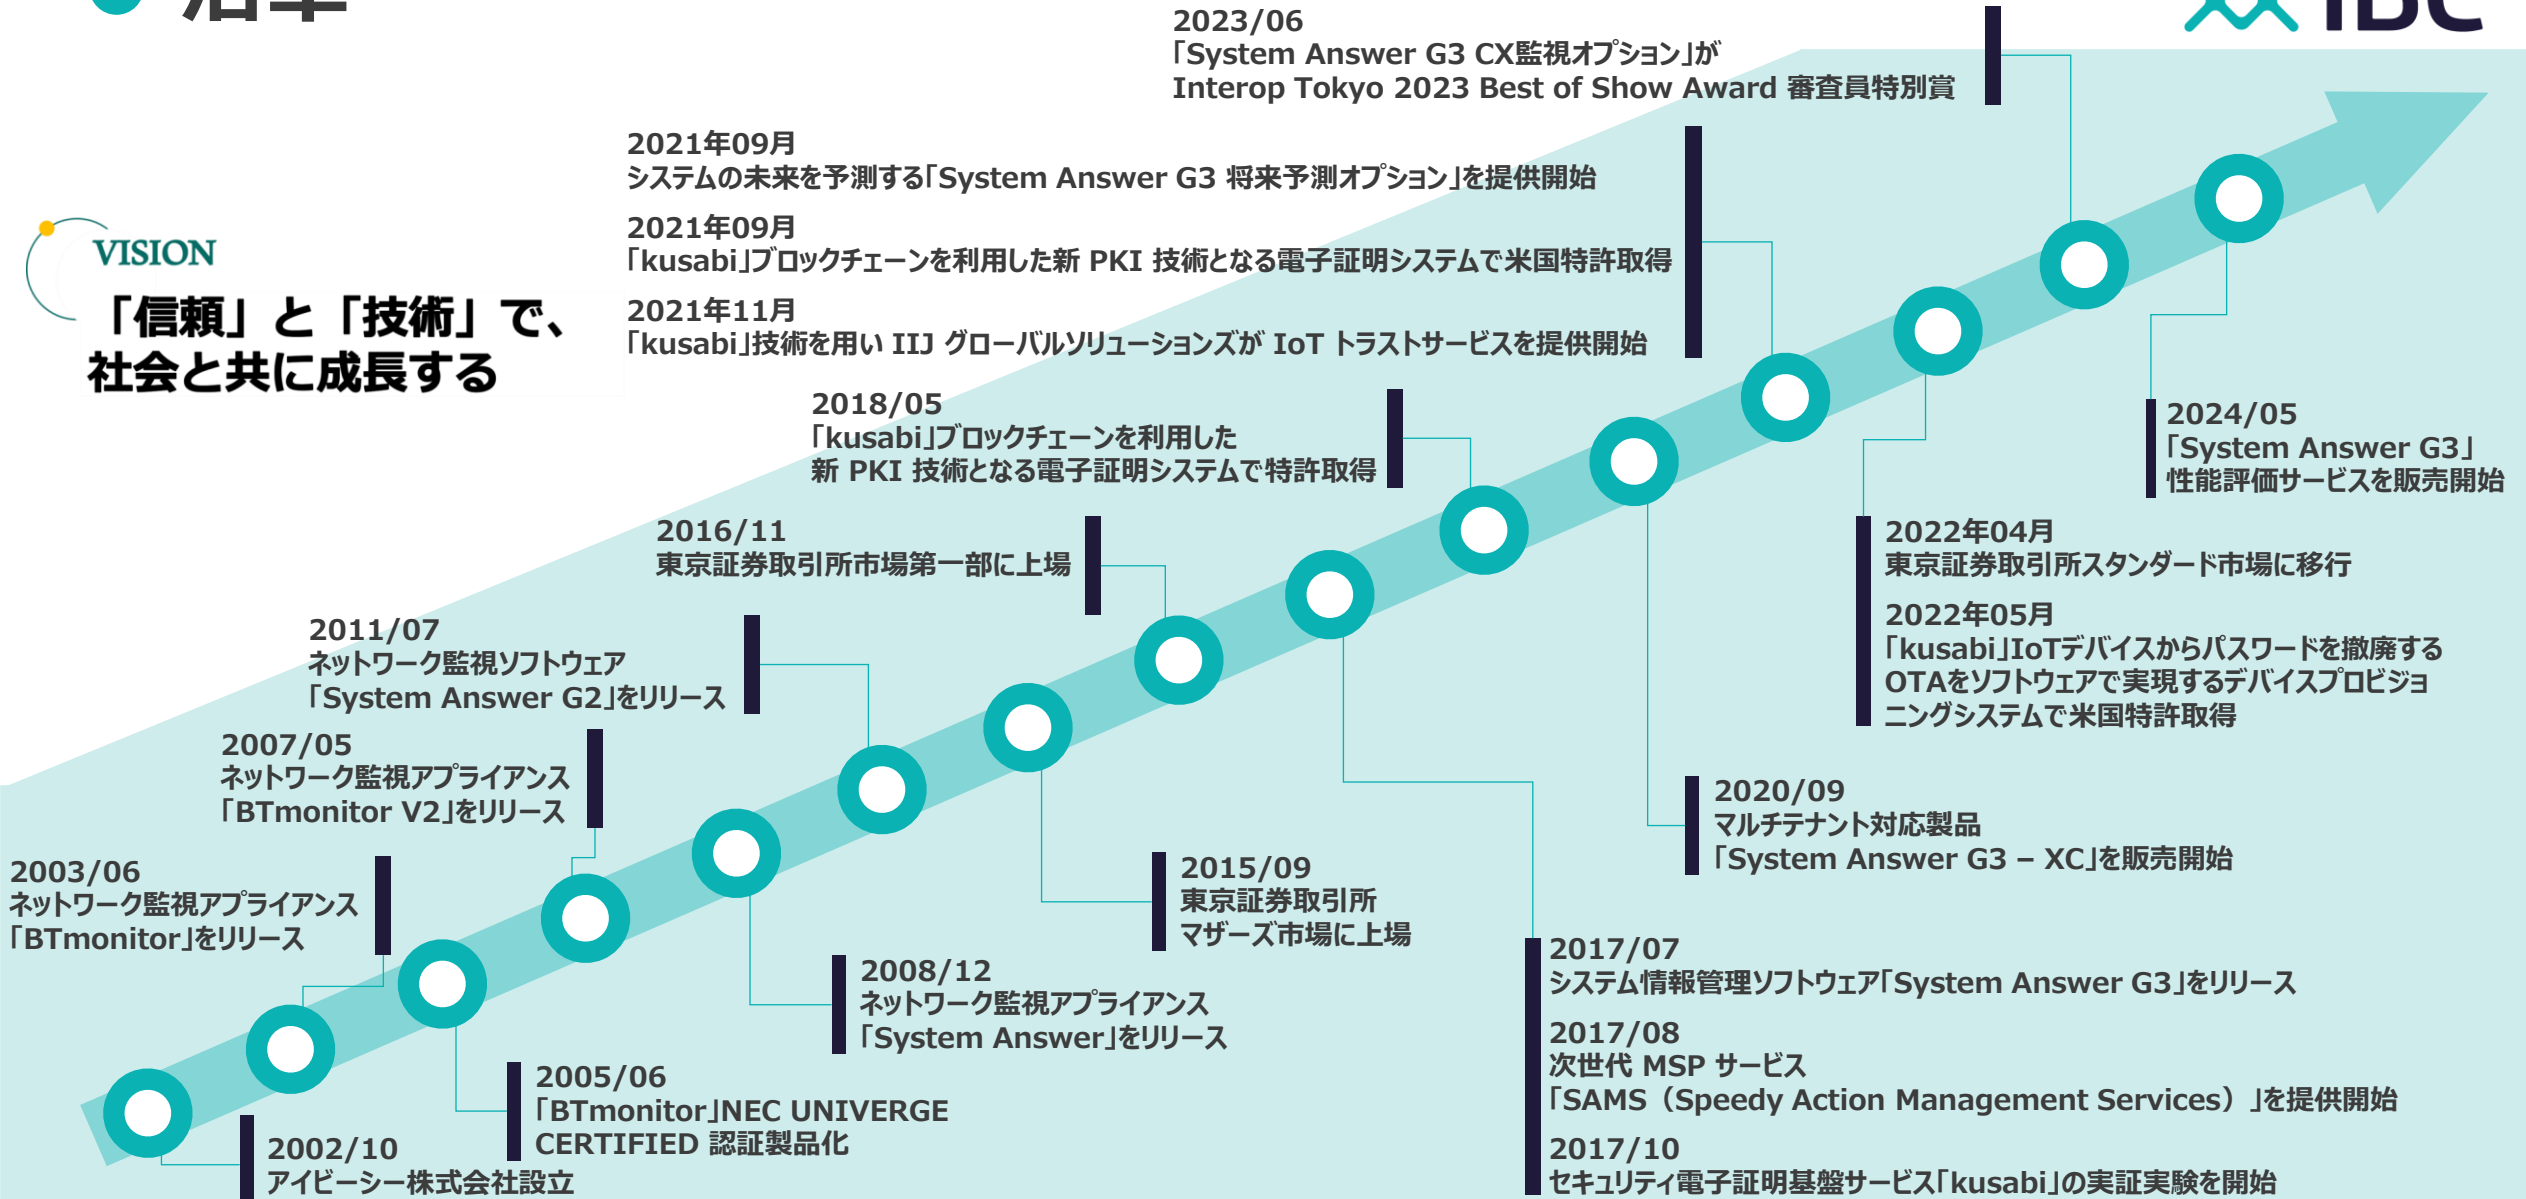 沿革
IBC
VISION
「信頼」と「技術」で、
社会と共に成長する
2023/06
「System Answer G3 CX監視オプション」が
Interop Tokyo 2023 Best of Show Award 審査員特別賞
2021年09月
システムの未来を予測する「System Answer G3 将来予測オプション」を提供開始
2021年09月
「kusabi」ブロックチェーンを利用した新 PKI 技術となる電子証明システムで米国特許取得
2021年11月
「kusabi」技術を用い IIJ グローバルソリューションズが IoT トラストサービスを提供開始
2018/05
「kusabi」ブロックチェーンを利用した
新 PKI 技術となる電子証明システムで特許取得
2016/11
東京証券取引所市場第一部に上場
2011/07
ネットワーク監視ソフトウェア
「System Answer G2」をリリース
2007/05
ネットワーク監視アプライアンス
「BTmonitor V2」をリリース
2003/06
ネットワーク監視アプライアンス
「BTmonitor」をリリース
2002/10
アイビーシー株式会社設立
2005/06
「BTmonitor」NEC UNIVERGE
CERTIFIED 認証製品化
2008/12
ネットワーク監視アプライアンス
「System Answer」をリリース
2015/09
東京証券取引所
マザーズ市場に上場
2017/07
システム情報管理ソフトウェア「System Answer G3」をリリース
2017/08
次世代 MSP サービス
「SAMS（Speedy Action Management Services）」を提供開始
2017/10
セキュリティ電子証明基盤サービス「kusabi」の実証実験を開始
2020/09
マルチテナント対応製品
「System Answer G3 – XC」を販売開始
2022年04月
東京証券取引所スタンダード市場に移行
2022年05月
「kusabi」IoTデバイスからパスワードを撤廃する
OTAをソフトウェアで実現するデバイスプロビジョ
ニングシステムで米国特許取得
2024/05
「System Answer G3」
性能評価サービスを販売開始